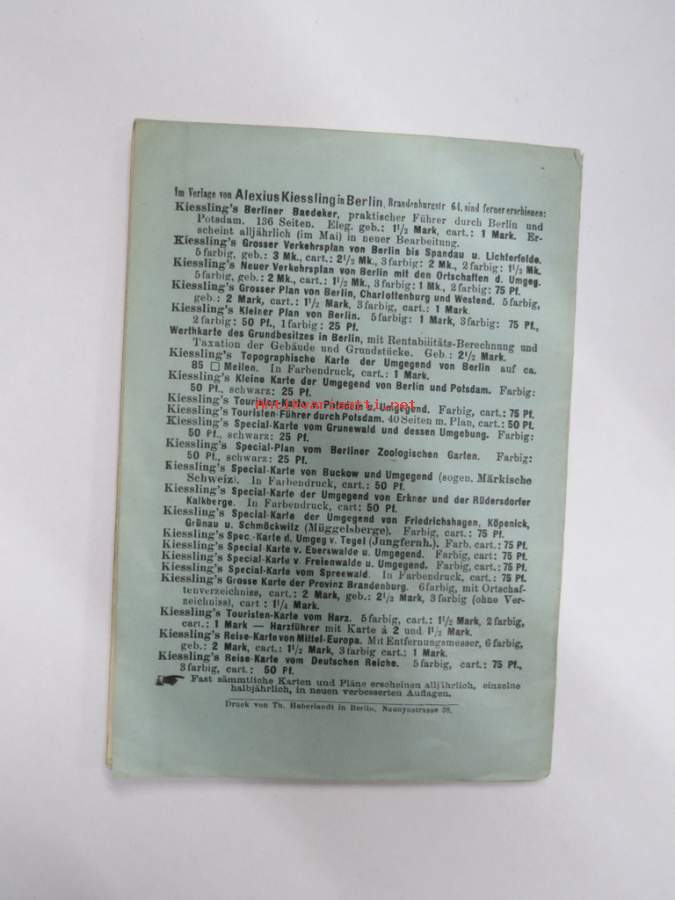 Im Verlage von Alexius Kiessling in Berlin, Brandenburgstr 64, sind ferner erschienen:
Kiessling's Berliner Baedeker, praktischer Führer durch Berlin und
Potsdam. 136 Seiten. Eleg. geb.: 1½ Mark, cart.: 1 Mark. Er-
scheint alljährlich (im Mai) in neuer Bearbeitung.
Kiessling's Grosser Verkehrsplan von Berlin bis Spandau u. Lichterfelde.
5farbig, geb.: 3 Mk., cart.: 2½ Mk., 3farbig: 2 Mk., 2farbig: 1½ Mk.
Kiessling's Neuer Verkehrsplan von Berlin mit den Ortschaften d. Umgeg.
5farbig, geb.: 2 Mk., cart.: 1½ Mk., 3farbig: 1 Mk., 2farbig: 75 Pf.
Kiessling's Grosser Plan von Berlin, Charlottenburg und Westend. 5farbig,
geb.: 2 Mark, cart.: 1½ Mark, 3farbig, cart.: 1 Mark.
Kiessling's Kleiner Plan von Berlin. 5farbig: 1 Mark, 3farbig: 75 Pf.,
2farbig: 50 Pf., 1farbig: 25 Pf.
Werthkarte des Grundbesitzes in Berlin, mit Rentabilitäts-Berechnung und
Taxation der Gebäude und Grundstücke. Geb.: 2½ Mark.
Kiessling's Topographische Karte der Umgegend von Berlin auf ca.
85 □ Meilen. In Farbendruck, cart.: 1 Mark.
Kiessling's Kleine Karte der Umgegend von Berlin und Potsdam. Farbig:
50 Pf., schwarz: 25 Pf.
Kiessling's Touristen-Karte v. Potsdam u. Umgegend. Farbig, cart.: 75 Pf.
Antikvariaatti.net
Kiessling's Touristen-Führer durch Potsdam. 40 Seiten m. Plan, cart.: 50 Pf.
Kiessling's Special-Karte vom Grunewald und dessen Umgebung. Farbig:
50 Pf., schwarz: 25 Pf.
Kiessling's Special-Plan vom Berliner Zoologischen Garten. Farbig:
50 Pf., schwarz: 25 Pf.
Kiessling's Special-Karte von Buckow und Umgegend (sogen. Märkische
Schweiz). In Farbendruck, cart.: 50 Pf.
Kiessling's Special-Karte der Umgegend von Erkner und der Rüdersdorfer
Kalkberge. In Farbendruck, cart: 50 Pf.
Kiessling's Special-Karte der Umgegend von Friedrichshagen, Köpenick,
Grünau u. Schmöckwitz (Müggelsberge). Farbig, cart.: 75 Pf.
Kiessling's Spec.-Karte d. Umgeg v. Tegel (Jungfernh.). Farb. cart.: 75 Pf.
Kiessling's Special-Karte v. Eberswalde u. Umgegend. Farbig, cart: 75 Pf.
Kiessling's Special-Karte v. Freienwalde u. Umgegend. Farbig, cart.: 75 Pf.
Kiessling's Special-Karte vom Spreewald. In Farbendruck, cart.: 75 Pf.
Kiessling's Grosse Karte der Provinz Brandenburg. 6farbig, mit Ortschaf-
tenverzeichniss, cart.: 2 Mark, geb.: 2½ Mark, 3farbig (ohne Ver-
zeichniss), cart : 1¼ Mark.
Kiessling's Touristen-Karte vom Harz. 5farbig, cart.: 1½ Mark, 2farbig,
cart.: 1 Mark — Harzführer mit Karte à 2 und 1½ Mark.
Kiessling's Reise-Karte von Mittel-Europa. Mit Entfernungsmesser, 6farbig,
geb.: 2 Mark, cart.: 1½ Mark, 3farbig cart.: 1 Mark.
Kiessling's Reise-Karte vom Deutschen Reiche. 5farbig, cart.: 75 Pf.,
3farbig, cart.: 50 Pf.
Fast sämmtliche Karten und Pläne erscheinen alljährlich, einzelne
halbjährlich, in neuen verbesserten Auflagen.
Druck von Th. Haberlandt in Berlin, Naunynstrasse 38.